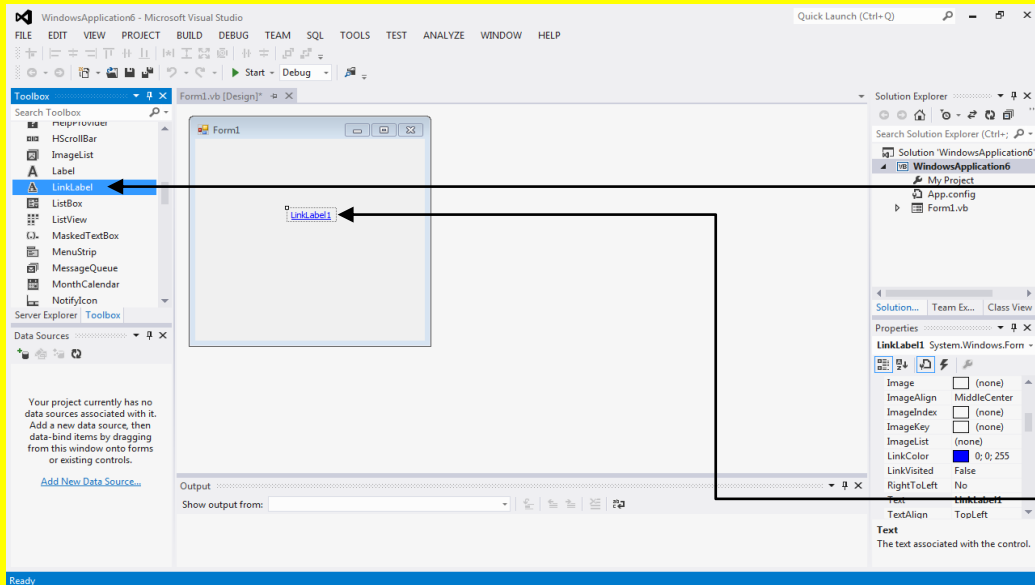 WindowsApplication6 - Microsoft Visual Studio
Quick Launch (Ctrl+Q)
FILE EDIT VIEW PROJECT BUILD DEBUG TEAM SQL TOOLS TEST ANALYZE WINDOW HELP
Start Debug
Toolbox
Search Toolbox
HelpProvider
HScrollBar
ImageList
Label
LinkLabel
ListBox
ListView
MaskedTextBox
MenuStrip
MessageQueue
MonthCalendar
NotifyIcon
Server Explorer Toolbox
Data Sources
Your project currently has no
data sources associated with it.
Add a new data source, then
data-bind items by dragging
from this window onto forms
or existing controls.
Add New Data Source...
Form1.vb [Design]*
Form1
LinkLabel1
Output
Show output from:
Solution Explorer
Search Solution Explorer (Ctrl+;
Solution 'WindowsApplication6'
WindowsApplication6
My Project
App.config
Form1.vb
Solution... Team Ex... Class View
Properties
LinkLabel1 System.Windows.Forn
Image (none)
ImageAlign MiddleCenter
ImageIndex (none)
ImageKey (none)
ImageList (none)
LinkColor 0; 0; 255
LinkVisited False
RightToLeft No
Text LinkLabel1
TextAlign TopLeft
Text
The text associated with the control.
Ready